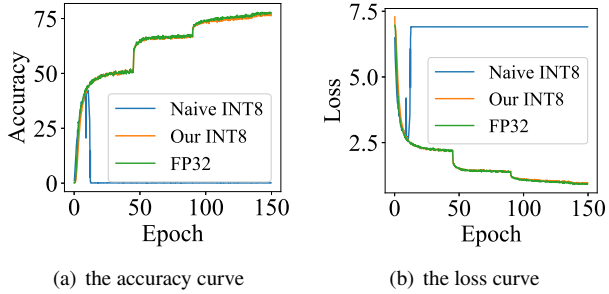 75
50
25
0
Accuracy
Naive INT8
Our INT8
FP32
0
50
100
150
Epoch
(a) the accuracy curve
7.5
5.0
2.5
Loss
Naive INT8
Our INT8
FP32
0
50
100
150
Epoch
(b) the loss curve